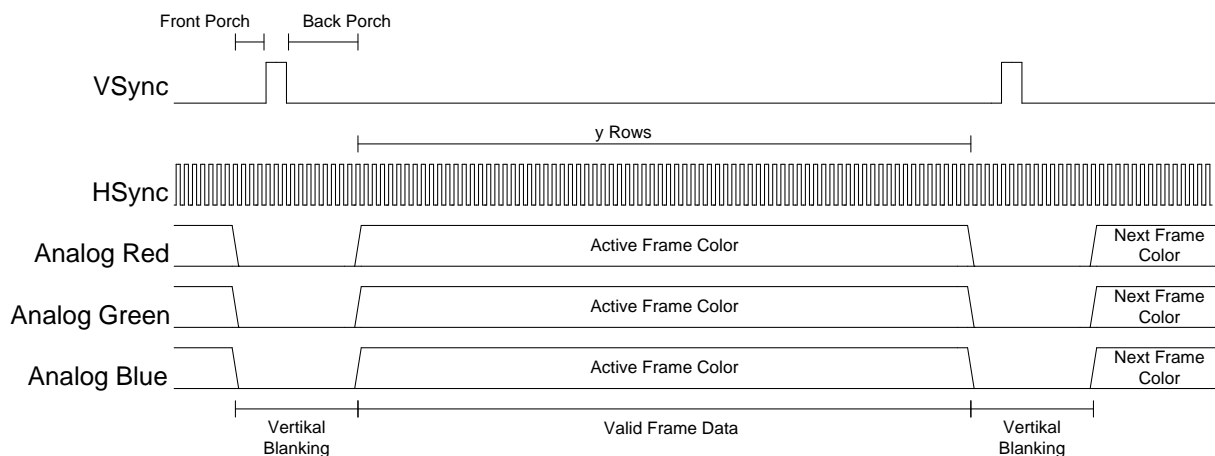 Front Porch
Back Porch
VSync
y Rows
HSync
Analog Red
Active Frame Color
Next Frame
Color
Analog Green
Active Frame Color
Next Frame
Color
Analog Blue
Active Frame Color
Next Frame
Color
Vertikal
Blanking
Valid Frame Data
Vertikal
Blanking